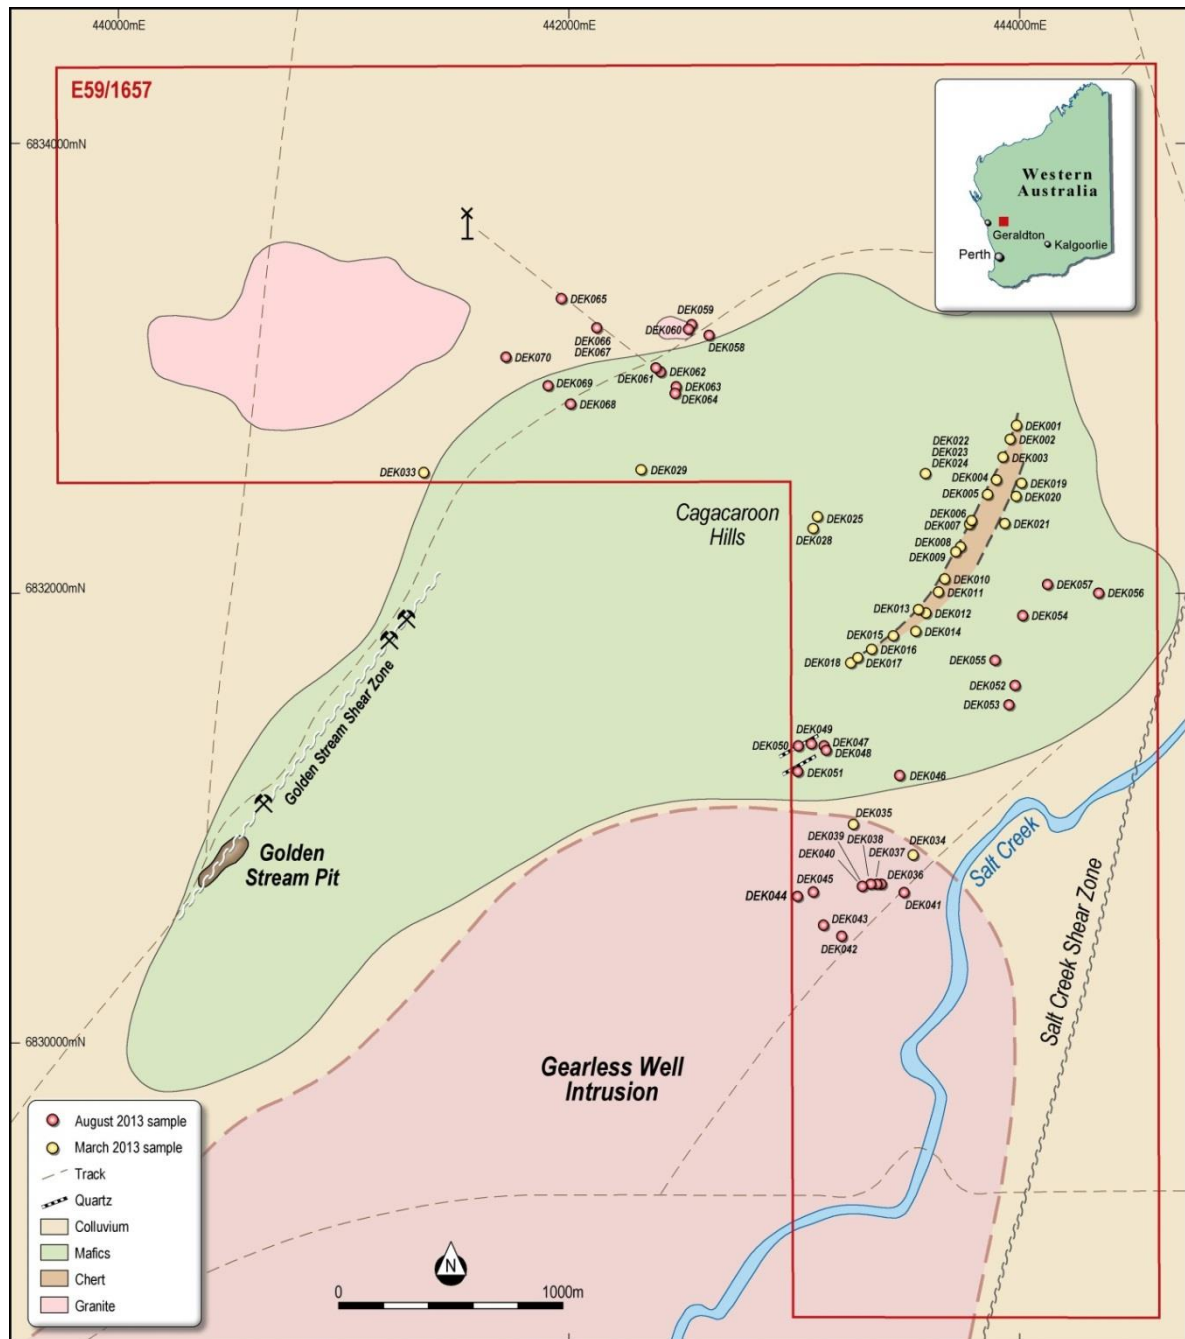 440000mE
442000mE
444000mE
E59/1657
6834000mN
Western
Australia
Geraldton
Kalgoorlie
Perth
DEK065
DEK059
DEK066
DEK067
DEK060
DEK058
DEK070
DEK061
DEK062
DEK069
DEK063
DEK064
DEK068
DEK001
DEK022
DEK023
DEK024
DEK002
DEK003
DEK033
DEK029
DEK004
DEK019
DEK005
DEK020
Cagacaroon
Hills
DEK025
DEK028
DEK006
DEK007
DEK021
DEK008
DEK009
DEK010
DEK011
DEK057
DEK056
6832000mN
DEK013
DEK012
DEK054
DEK015
DEK014
DEK016
DEK018
DEK017
DEK055
DEK052
DEK053
Golden Stream Shear Zone
DEK049
DEK050
DEK047
DEK048
DEK051
DEK046
DEK035
DEK039
DEK038
DEK034
DEK040
DEK037
Golden
Stream Pit
DEK045
DEK036
DEK044
DEK041
DEK043
DEK042
Salt Creek
Salt Creek Shear Zone
6830000mN
Gearless Well
Intrusion
August 2013 sample
March 2013 sample
Track
Quartz
Colluvium
Mafics
Chert
Granite
N
0
1000m